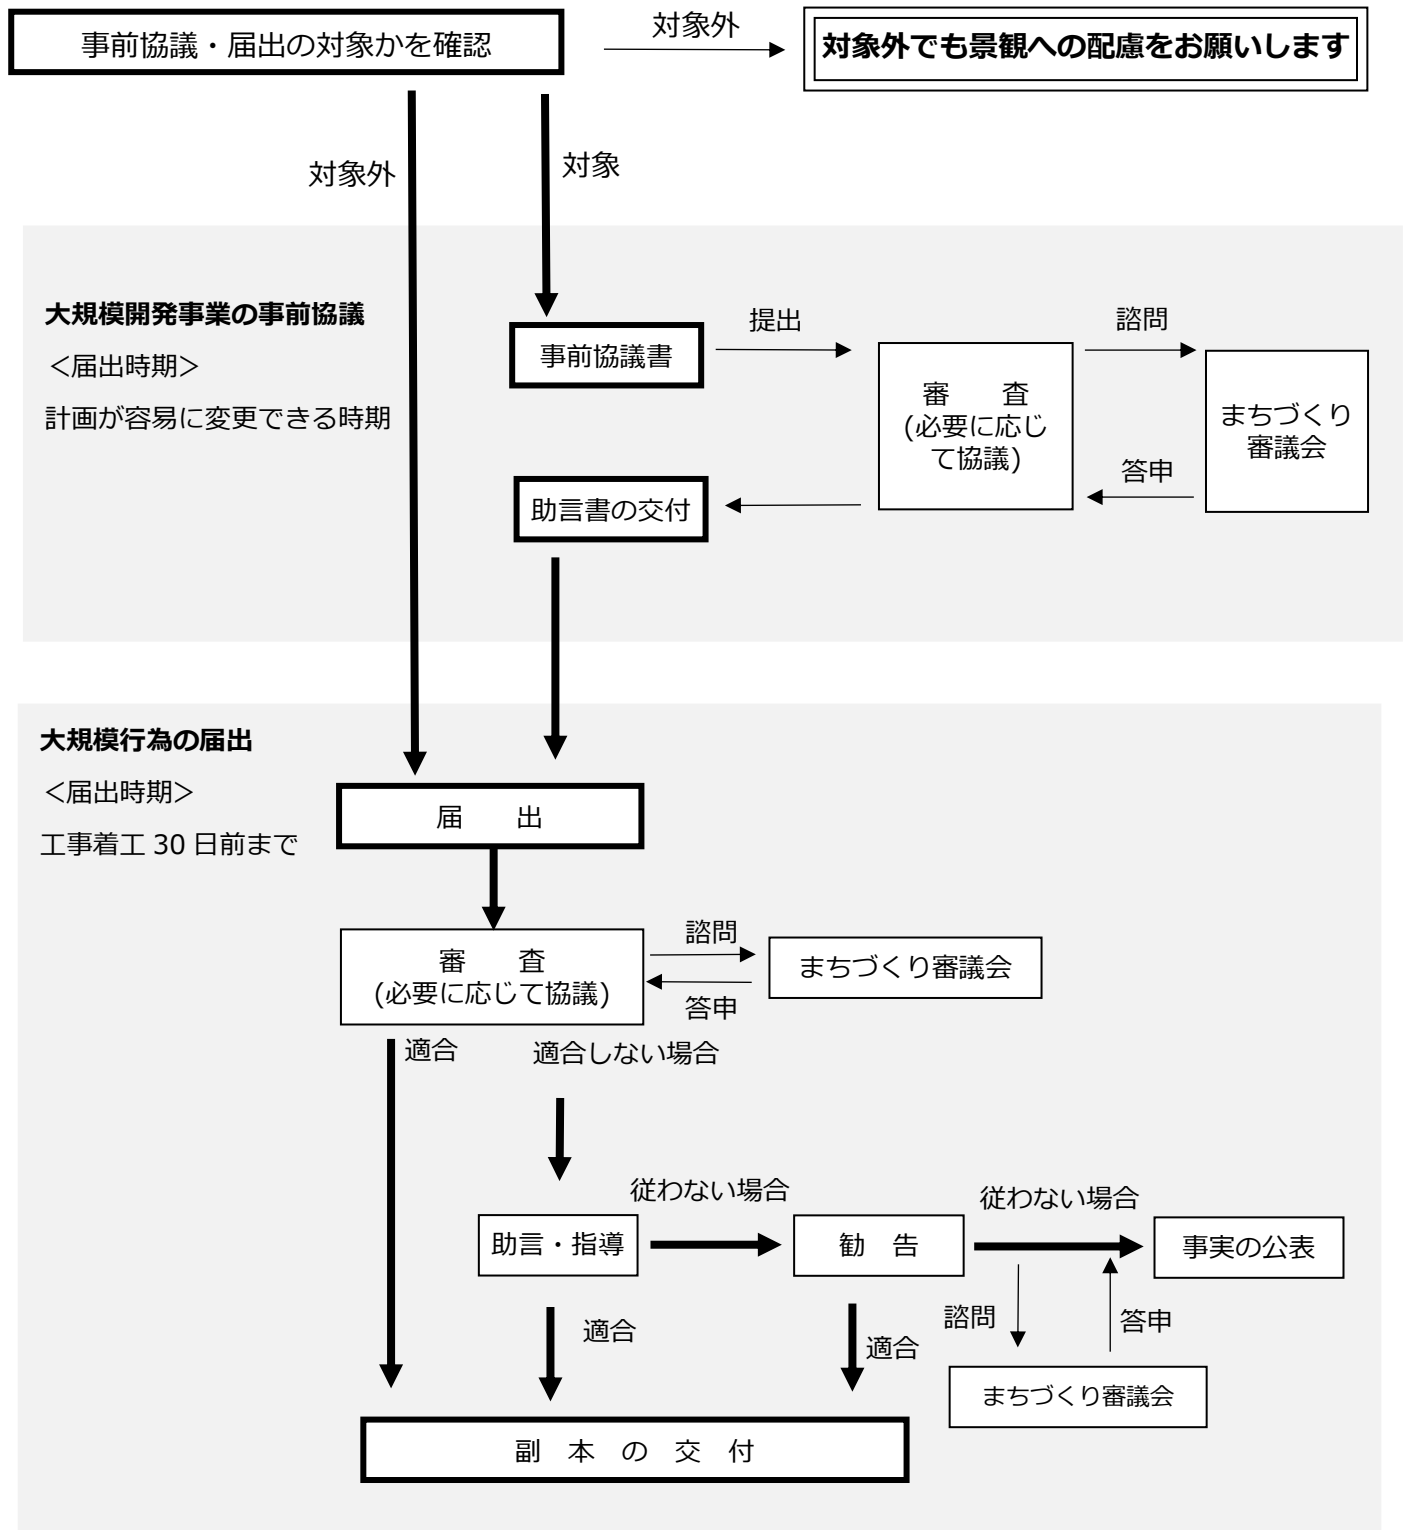 事前協議・届出の対象かを確認
対象外
対象外でも景観への配慮をお願いします
対象外
対象
大規模開発事業の事前協議
＜届出時期＞
計画が容易に変更できる時期
事前協議書
提出
審　　査
(必要に応じ
て協議)
諮問
まちづくり
審議会
答申
助言書の交付
大規模行為の届出
＜届出時期＞
工事着工 30 日前まで
届　　出
審　　査
(必要に応じて協議)
諮問
まちづくり審議会
答申
適合
適合しない場合
助言・指導
従わない場合
勧　告
従わない場合
事実の公表
適合
適合
諮問
答申
まちづくり審議会
副　本　の　交　付